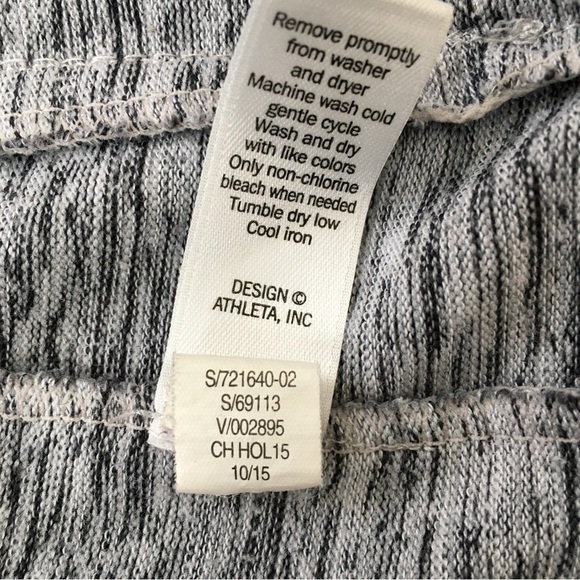 Remove promptly
from washer
and dryer
Machine wash cold
gentle cycle
Wash and dry
with like colors
Only non-chlorine
bleach when needed
Tumble dry low
Cool iron
DESIGN ©
ATHLETA, INC
S/721640-02
S/69113
V/002895
CH HOL15
10/15